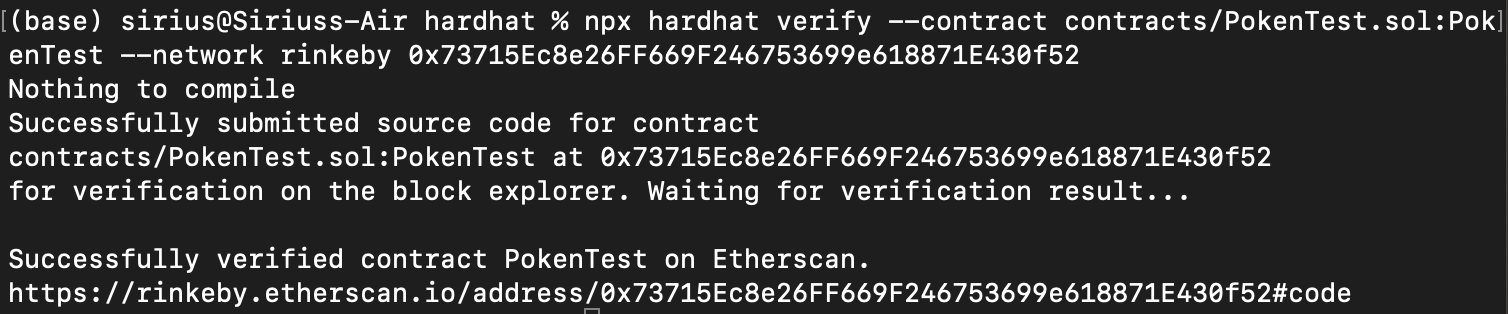 (base) sirius@Siriuss-Air hardhat % npx hardhat verify --contract contracts/PokenTest.sol:Pok
enTest --network rinkeby 0x73715Ec8e26FF669F246753699e618871E430f52
Nothing to compile
Successfully submitted source code for contract
contracts/PokenTest.sol:PokenTest at 0x73715Ec8e26FF669F246753699e618871E430f52
for verification on the block explorer. Waiting for verification result...
Successfully verified contract PokenTest on Etherscan.
https://rinkeby.etherscan.io/address/0x73715Ec8e26FF669F246753699e618871E430f52#code